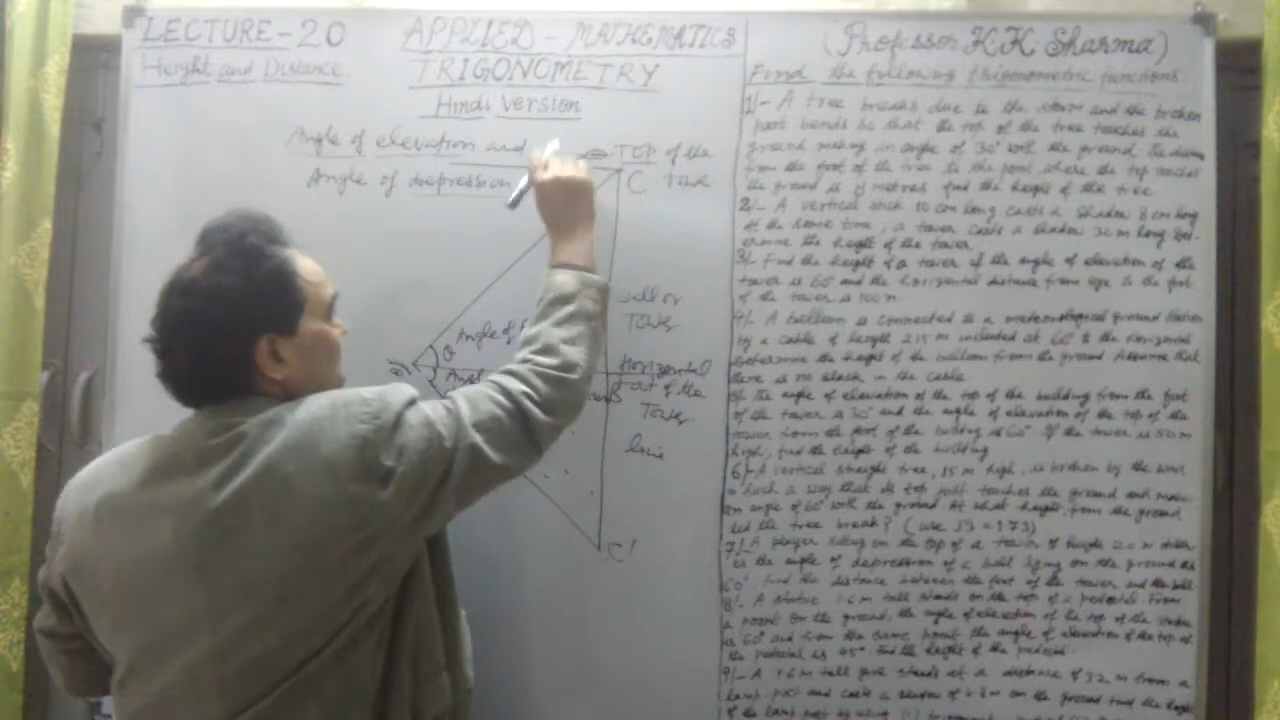 LECTURE-20
Height and Distance
APPLIED - MATHEMATICS
TRIGONOMETRY
Hindi Version
Angle of elevation and
Angle of depression
TOP of the
C Towe
Wall or
Tower
Angle of
θ
Horizontal
Part of the
Tower
line
B
C'
(Professor KK Sharma)
Find the following trigonometric functions
1/- A tree breaks due to the storm and the broken
part bends so that the top of the tree touches the
ground making an angle of 30° with the ground. The distance
from the foot of the tree to the point where the top touches
the ground is 8 metres find the height of the tree
2/- A vertical stick 10 cm long casts a shadow 8 cm long
At the same time, a tower casts a shadow 30 m long. Det-
ermine the height of the tower
3/- Find the height of a tower if the angle of elevation of the
tower is 60° and the horizontal distance from eye to the foot
of the tower is 100 m
4/- A balloon is connected to a meteorological ground station
by a cable of length 215 m inclined at 60° to the horizontal
Determine the height of the balloon from the ground Assume that
there is no slack in the cable
5/- The angle of elevation of the top of the building from the foot
of the tower is 30° and the angle of elevation of the top of the
tower from the foot of the building is 60° If the tower is 50 m
high, find the height of the building
6/- A vertical straight tree, 15 m high, is broken by the wind
in such a way that its top just touches the ground and make
an angle of 60° with the ground. At what height from the ground
did the tree break? (use √3 = 1.73)
7/- A player sitting on the top of a tower of height 20 m
the angle of depression of a ball lying on the ground as
60°. Find the distance between the foot of the tower and the ball
8/- A statue 1.6 m tall stands on the top of a pedestal. From
a point on the ground, the angle of elevation of the top of the statue
is 60° and from the same point the angle of elevation of the top of
the pedestal is 45° Find the height of the pedestal.
9/- A 1.6 m tall girl stands at a distance of 3.2 m from a
lamp-post and casts a shadow of 4.8 m on the ground find the height
of the lamp-post by using (i)